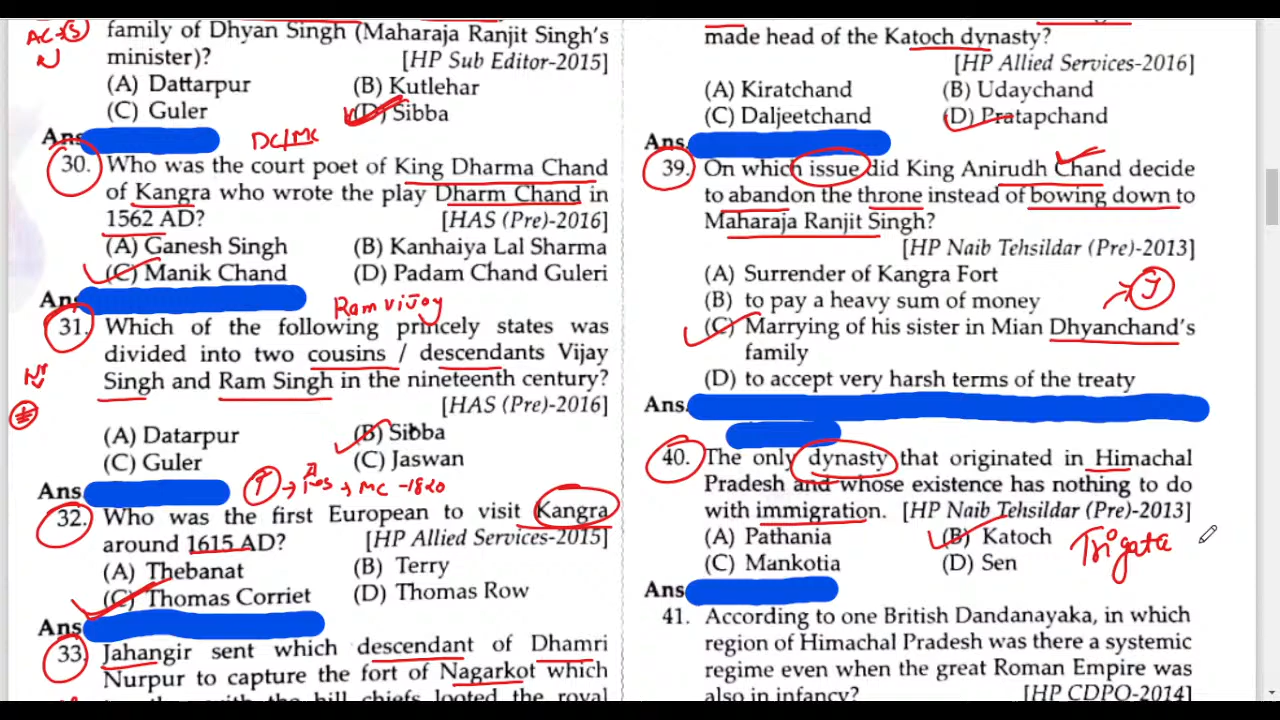 family of Dhyan Singh (Maharaja Ranjit Singh's
minister)? [HP Sub Editor-2015]
(A) Dattarpur (B) Kutlehar
(C) Guler (D) Sibba
Ans
DC/MC
30. Who was the court poet of King Dharma Chand
of Kangra who wrote the play Dharm Chand in
1562 AD? [HAS (Pre)-2016]
(A) Ganesh Singh (B) Kanhaiya Lal Sharma
(C) Manik Chand (D) Padam Chand Guleri
Ans
Ram vijay
31. Which of the following princely states was
divided into two cousins / descendants Vijay
Singh and Ram Singh in the nineteenth century?
[HAS (Pre)-2016]
(A) Datarpur (B) Sibba
(C) Guler (C) Jaswan
Ans
MC -1820
32. Who was the first European to visit Kangra
around 1615 AD? [HP Allied Services-2015]
(A) Thebanat (B) Terry
(C) Thomas Corriet (D) Thomas Row
Ans
33. Jahangir sent which descendant of Dhamri
Nurpur to capture the fort of Nagarkot which
made head of the Katoch dynasty?
[HP Allied Services-2016]
(A) Kiratchand (B) Udaychand
(C) Daljeetchand (D) Pratapchand
Ans.
39. On which issue did King Anirudh Chand decide
to abandon the throne instead of bowing down to
Maharaja Ranjit Singh?
[HP Naib Tehsildar (Pre)-2013]
(A) Surrender of Kangra Fort
(B) to pay a heavy sum of money
(C) Marrying of his sister in Mian Dhyanchand's
family
(D) to accept very harsh terms of the treaty
Ans.
40. The only dynasty that originated in Himachal
Pradesh and whose existence has nothing to do
with immigration. [HP Naib Tehsildar (Pre)-2013]
(A) Pathania (B) Katoch
(C) Mankotia (D) Sen
Trigata
Ans
41. According to one British Dandanayaka, in which
region of Himachal Pradesh was there a systemic
regime even when the great Roman Empire was
also in infancy? [HP CDPO-2014]